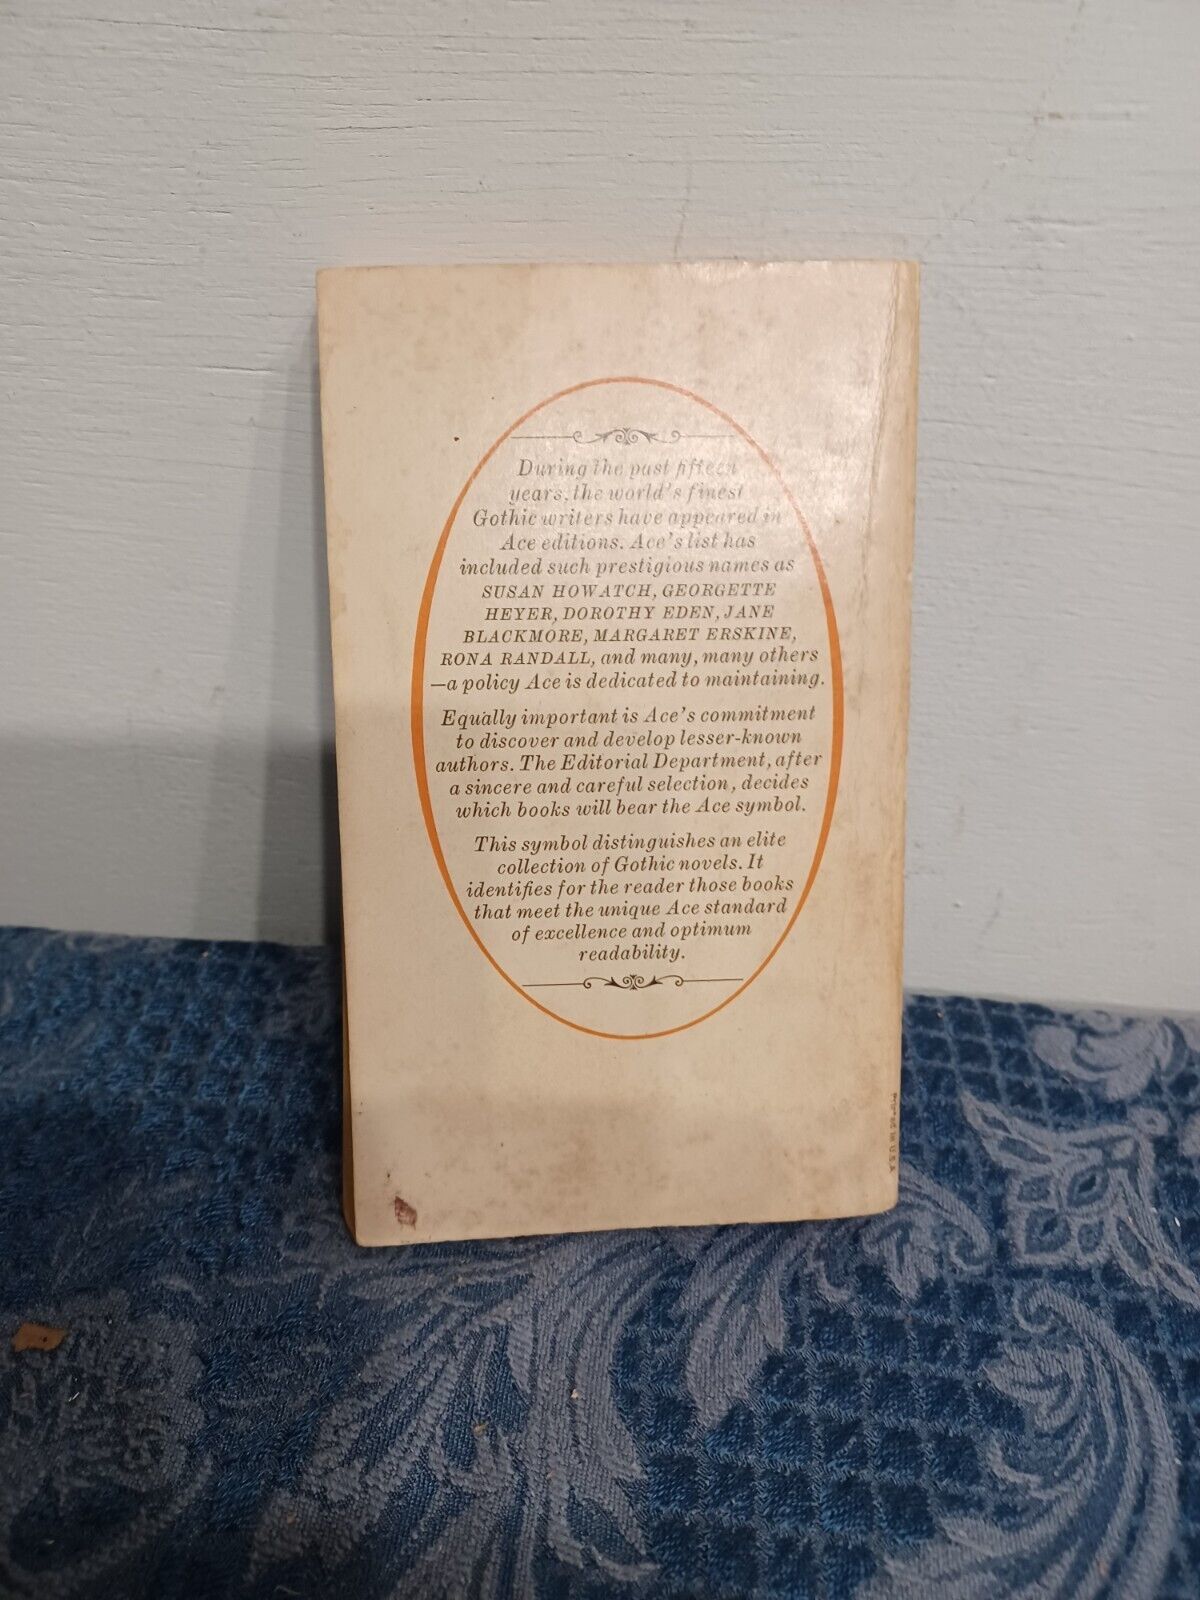 During the past fifteen
years, the world's finest
Gothic writers have appeared in
Ace editions. Ace's list has
included such prestigious names as
SUSAN HOWATCH, GEORGETTE
HEYER, DOROTHY EDEN, JANE
BLACKMORE, MARGARET ERSKINE,
RONA RANDALL, and many, many others
—a policy Ace is dedicated to maintaining.
Equally important is Ace's commitment
to discover and develop lesser-known
authors. The Editorial Department, after
a sincere and careful selection, decides
which books will bear the Ace symbol.
This symbol distinguishes an elite
collection of Gothic novels. It
identifies for the reader those books
that meet the unique Ace standard
of excellence and optimum
readability.
Printed in U.S.A.